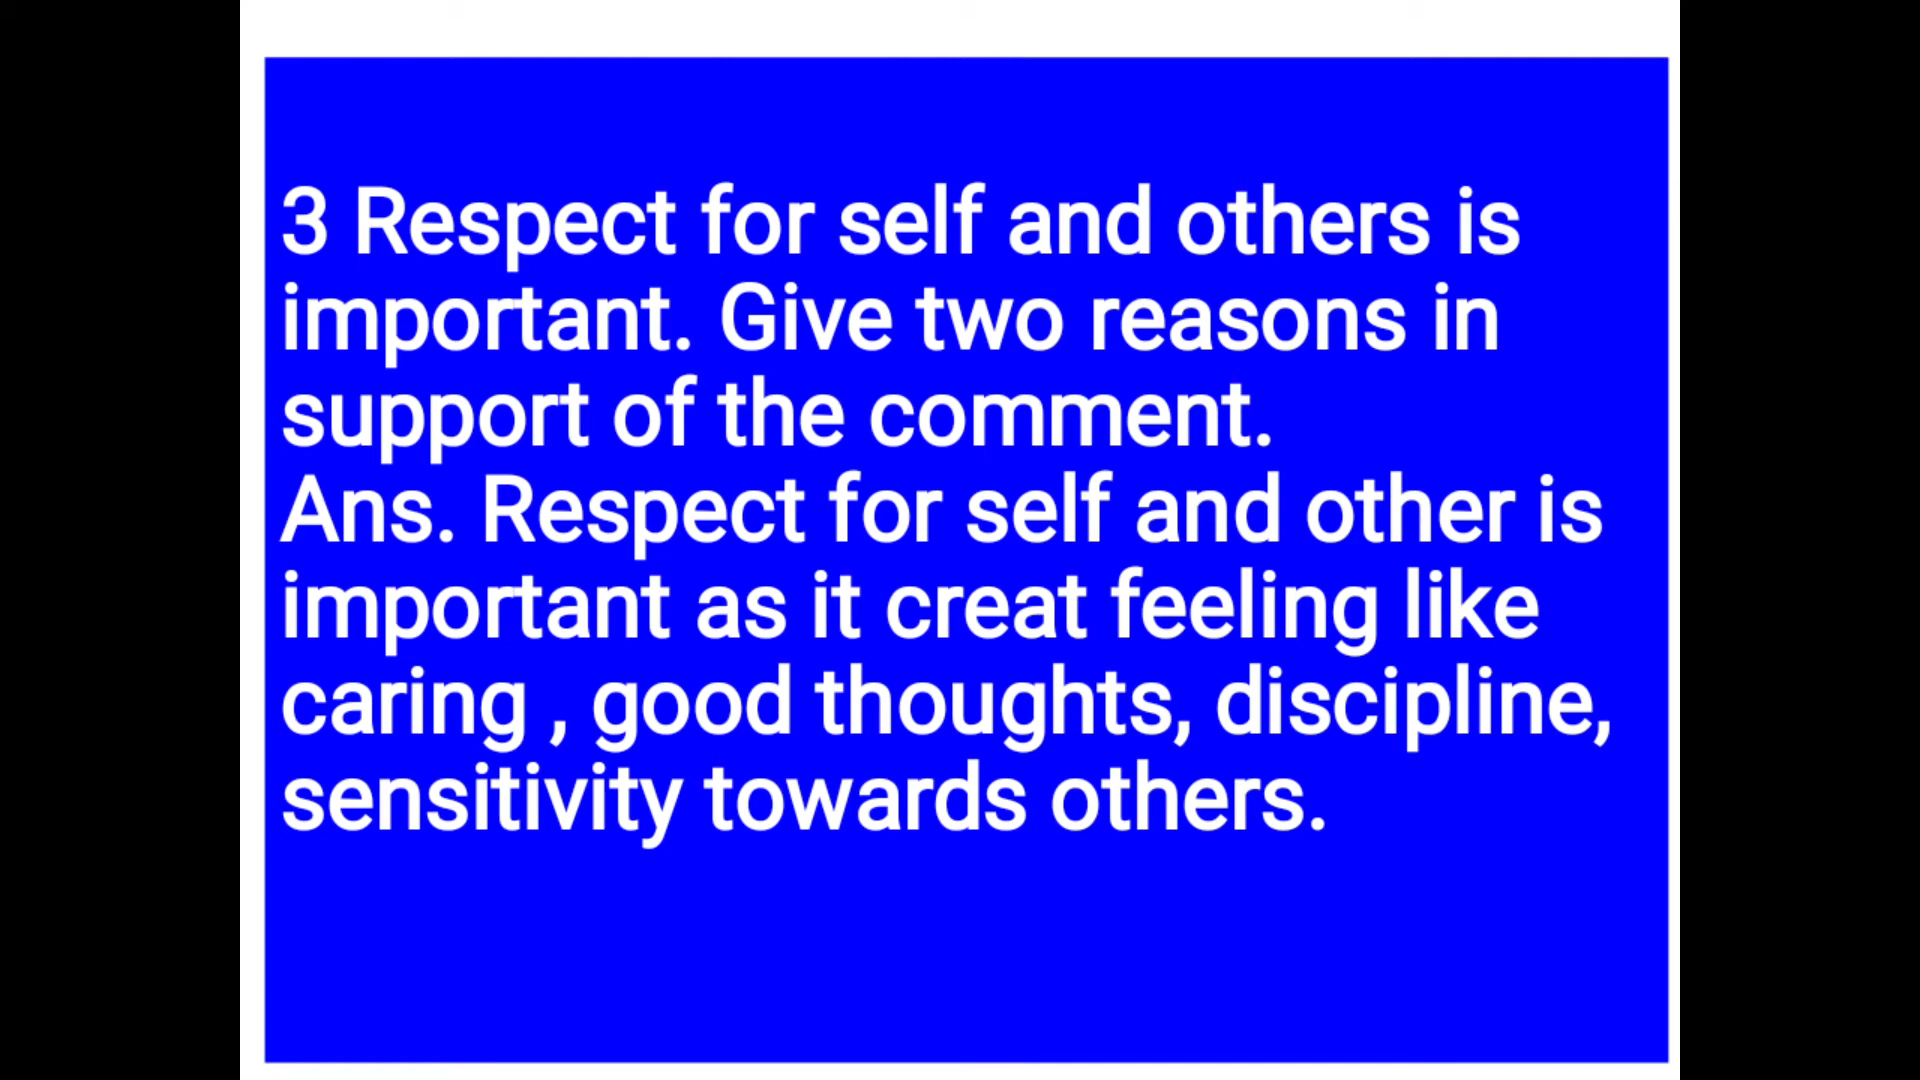 3 Respect for self and others is
important. Give two reasons in
support of the comment.
Ans. Respect for self and other is
important as it creat feeling like
caring , good thoughts, discipline,
sensitivity towards others.